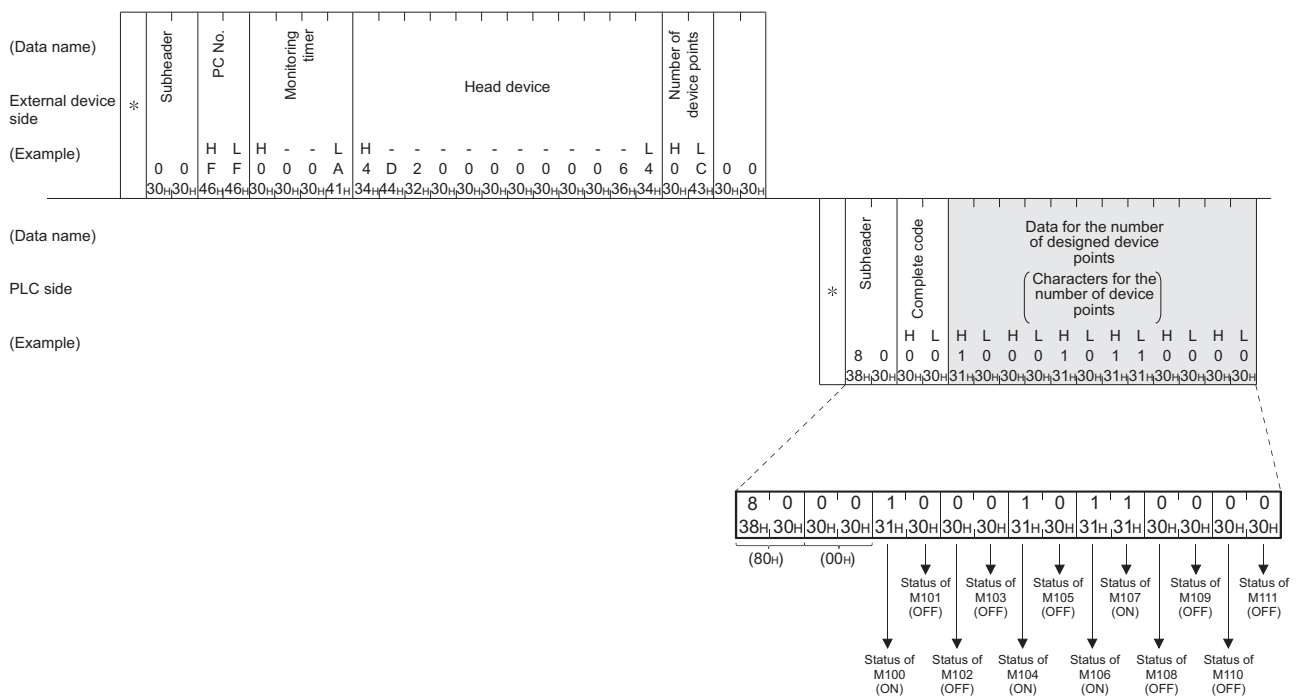 (Data name)
External device side
(Example)
*
Subheader
PC No.
Monitoring timer
Head device
Number of device points
H L H - - L H - - - - - - - - - - L H L
0 0 F F 0 0 0 A 4 D 2 0 0 0 0 0 0 0 6 4 0 C 0 0
30H 30H 46H 46H 30H 30H 30H 41H 34H 44H 32H 30H 30H 30H 30H 30H 30H 30H 36H 34H 30H 43H 30H 30H
(Data name)
PLC side
(Example)
*
Subheader
Complete code
Data for the number
of designed device
points
(Characters for the
number of device
points)
H L H L H L H L H L H L H L
8 0 0 0 1 0 0 0 1 0 1 1 0 0 0 0
38H 30H 30H 30H 31H 30H 30H 30H 31H 30H 31H 31H 30H 30H 30H 30H
8 0 0 0 1 0 0 0 1 0 1 1 0 0 0 0
38H 30H 30H 30H 31H 30H 30H 30H 31H 30H 31H 31H 30H 30H 30H 30H
(80H) (00H)
Status of M101 (OFF)
Status of M103 (OFF)
Status of M105 (OFF)
Status of M107 (ON)
Status of M109 (OFF)
Status of M111 (OFF)
Status of M100 (ON)
Status of M102 (OFF)
Status of M104 (ON)
Status of M106 (ON)
Status of M108 (OFF)
Status of M110 (OFF)